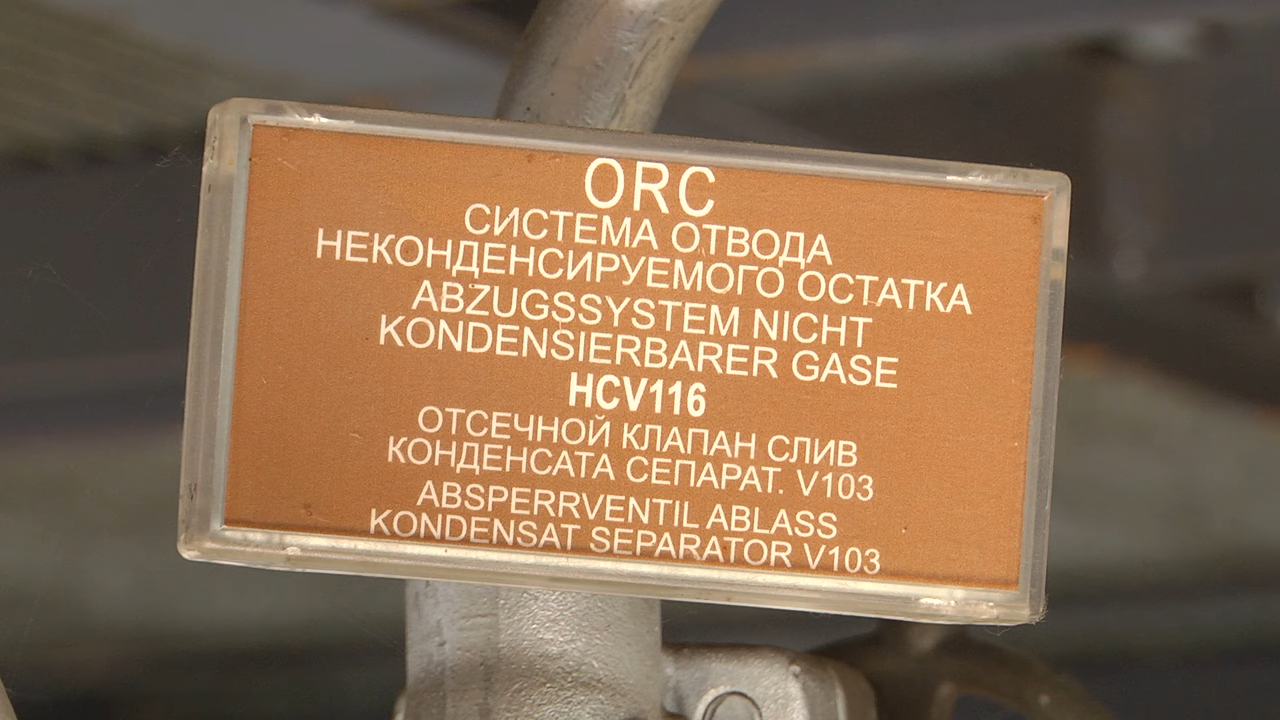 ORC
СИСТЕМА ОТВОДА
НЕКОНДЕНСИРУЕМОГО ОСТАТКА
ABZUGSSYSTEM NICHT
KONDENSIERBARER GASE
HCV116
ОТСЕЧНОЙ КЛАПАН СЛИВ
КОНДЕНСАТА СЕПАРАТ. V103
ABSPERRVENTIL ABLASS
KONDENSAT SEPARATOR V103